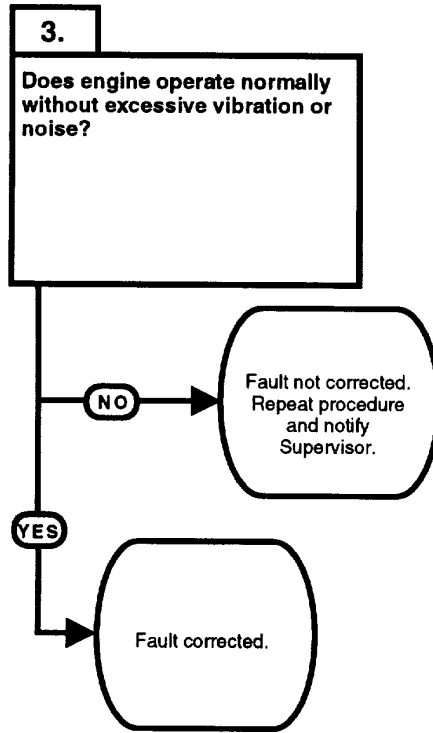 3.
Does engine operate normally
without excessive vibration or
noise?
NO
Fault not corrected.
Repeat procedure
and notify
Supervisor.
YES
Fault corrected.